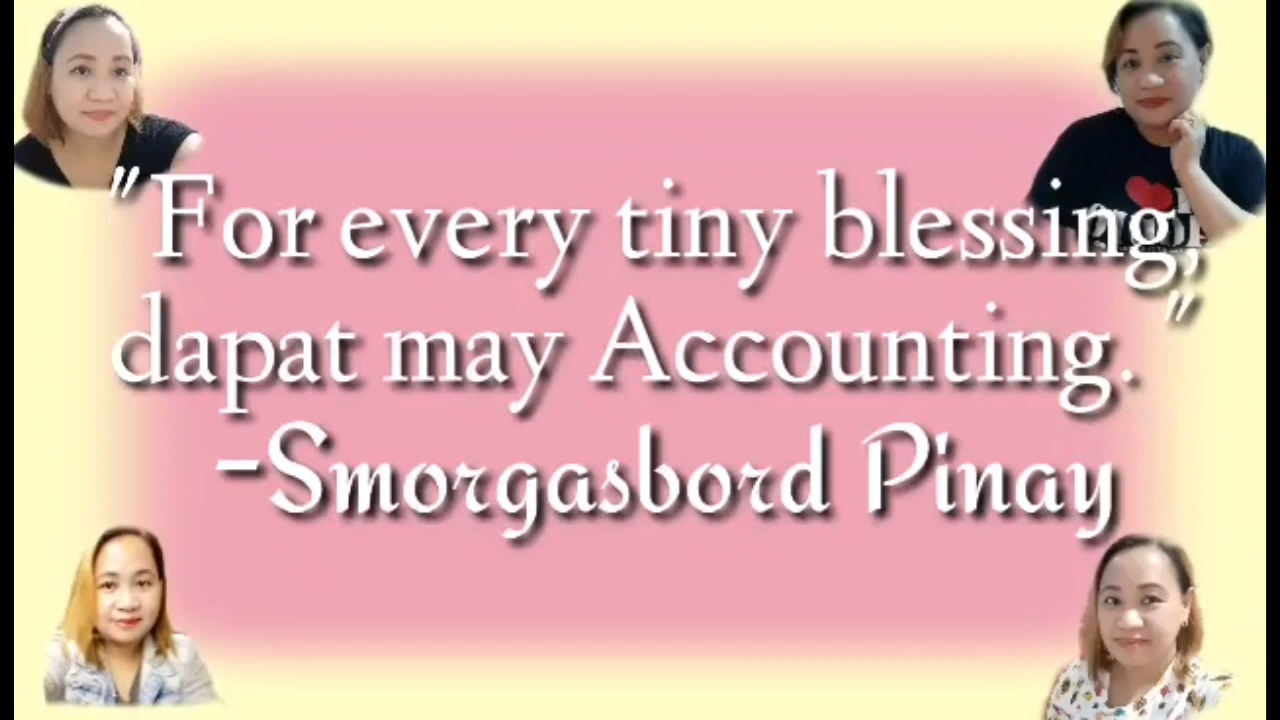 "For every tiny blessing,
dapat may Accounting."
-Smorgasbord Pinay